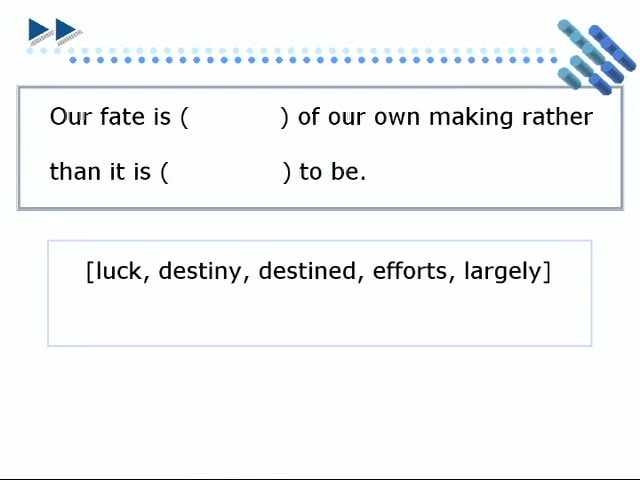 Our fate is ( ) of our own making rather
than it is ( ) to be.
[luck, destiny, destined, efforts, largely]